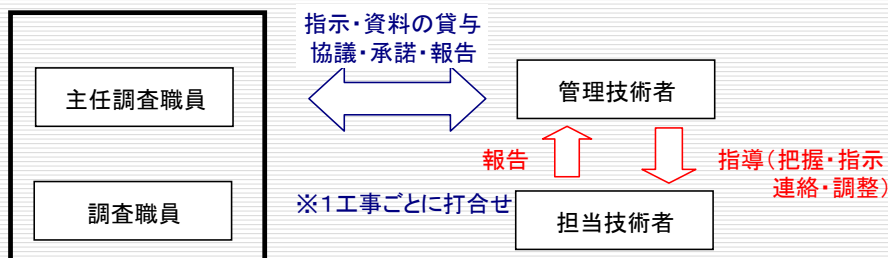 指示・資料の貸与
協議・承諾・報告
主任調査職員
管理技術者
報告
指導(把握・指示
連絡・調整)
調査職員
※1工事ごとに打合せ
担当技術者